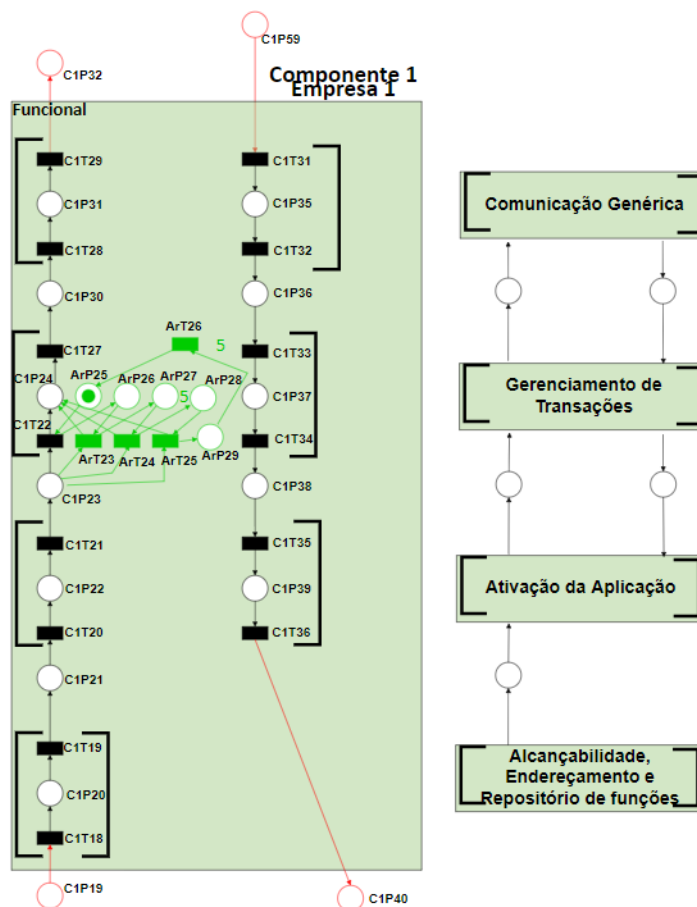 C1P59
C1P32
Componente 1
Empresa 1
Funcional
C1T29
C1T31
C1P31
C1P35
C1T28
C1T32
C1P30
C1P36
ArT26
5
C1T27
C1T33
C1P24
ArP25
ArP26
ArP27
ArP28
5
C1P37
C1T22
ArT23
ArT24
ArT25
ArP29
C1T34
C1P23
C1P38
C1T21
C1T35
C1P22
C1P39
C1T20
C1T36
C1P21
C1T19
C1P20
C1T18
C1P19
C1P40
Comunicação Genérica
Gerenciamento de
Transações
Ativação da Aplicação
Alcançabilidade,
Endereçamento e
Repositório de funções